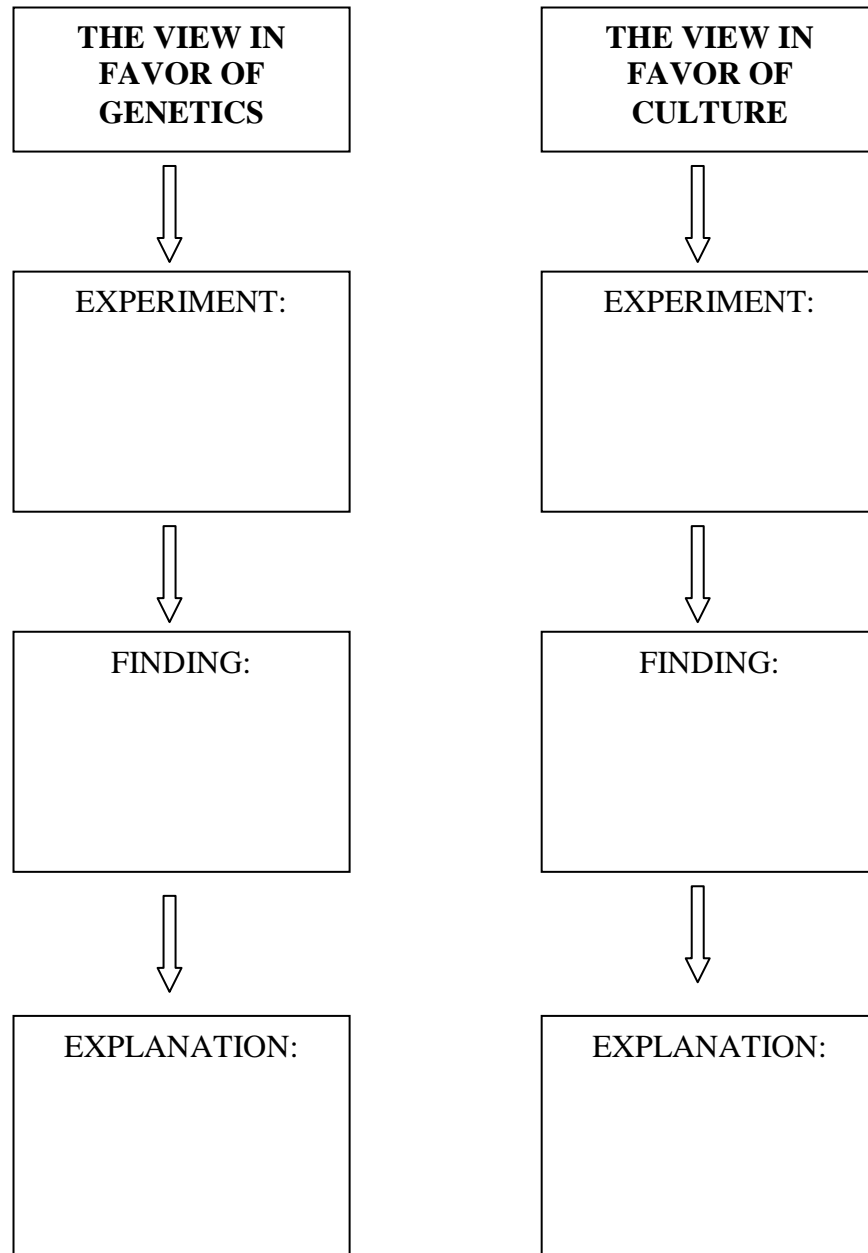 THE VIEW IN
FAVOR OF
GENETICS
EXPERIMENT:
FINDING:
EXPLANATION:
THE VIEW IN
FAVOR OF
CULTURE
EXPERIMENT:
FINDING:
EXPLANATION: